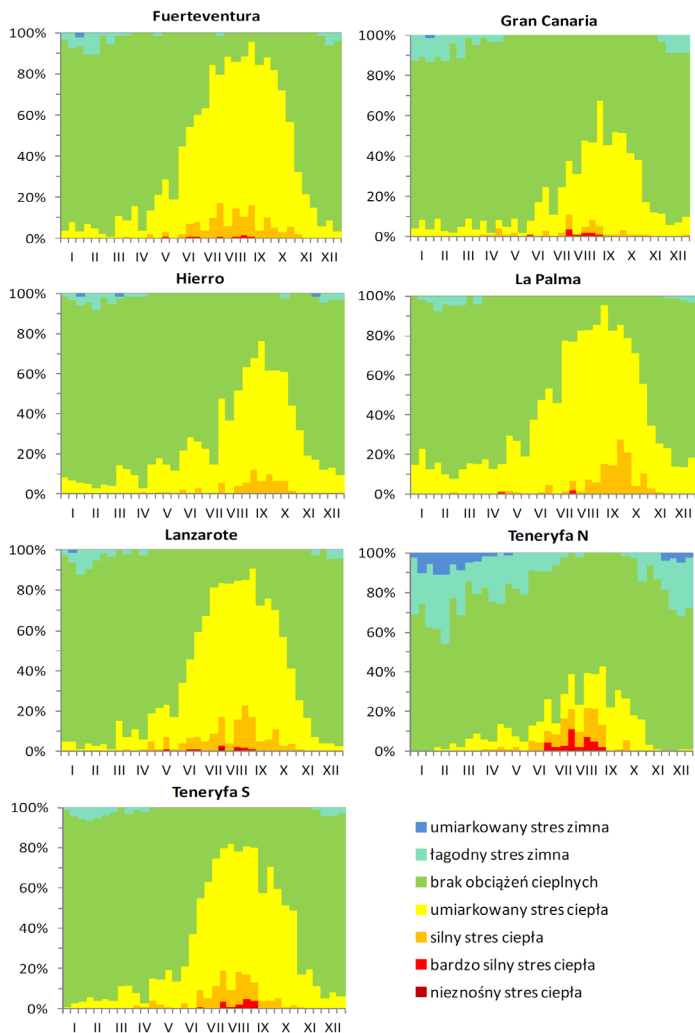 Fuerteventura
100%
80%
60%
40%
20%
0%
I II III IV V VI VII VIII IX X XI XII
Gran Canaria
100%
80%
60%
40%
20%
0%
I II III IV V VI VII VIII IX X XI XII
Hierro
100%
80%
60%
40%
20%
0%
I II III IV V VI VII VIII IX X XI XII
La Palma
100%
80%
60%
40%
20%
0%
I II III IV V VI VII VIII IX X XI XII
Lanzarote
100%
80%
60%
40%
20%
0%
I II III IV V VI VII VIII IX X XI XII
Teneryfa N
100%
80%
60%
40%
20%
0%
I II III IV V VI VII VIII IX X XI XII
Teneryfa S
100%
80%
60%
40%
20%
0%
I II III IV V VI VII VIII IX X XI XII
umiarkowany stres zimna
łagodny stres zimna
brak obciążeń cieplnych
umiarkowany stres ciepła
silny stres ciepła
bardzo silny stres ciepła
nieznośny stres ciepła